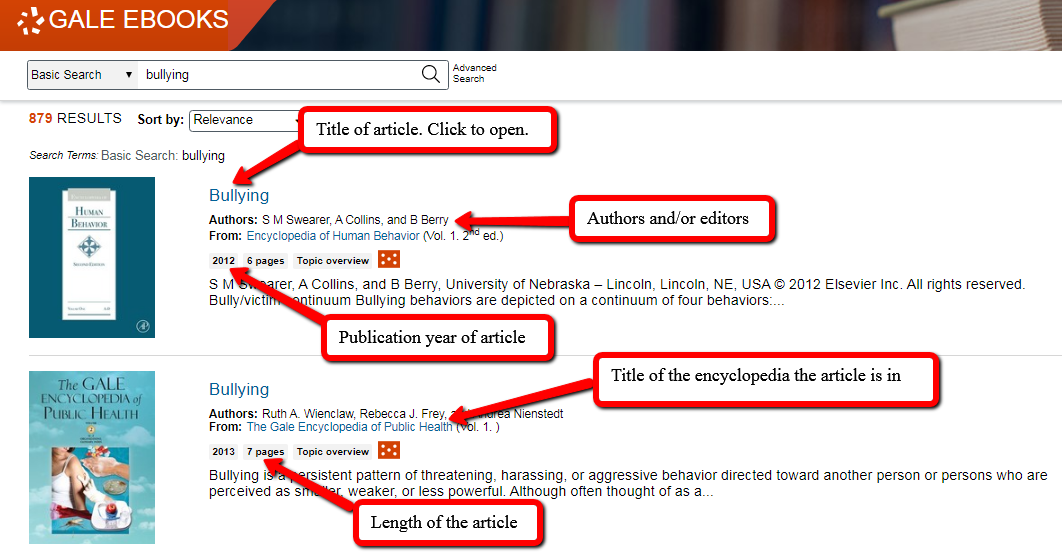 GALE EBOOKS
Basic Search bullying Advanced
Search
879 RESULTS Sort by: Relevance
Title of article. Click to open.
Search Terms: Basic Search: bullying
HUMAN
BEHAVIOR
SECOND EDITION
Bullying
Authors: S M Swearer, A Collins, and B Berry
Authors and/or editors
From: Encyclopedia of Human Behavior (Vol. 1. 2nd ed.)
2012 6 pages Topic overview
S M Swearer, A Collins, and B Berry, University of Nebraska – Lincoln, Lincoln, NE, USA © 2012 Elsevier Inc. All rights reserved.
Bully/victim continuum Bullying behaviors are depicted on a continuum of four behaviors:...
Publication year of article
Title of the encyclopedia the article is in
The GALE
ENCYCLOPEDIA of
PUBLIC HEALTH
Bullying
Authors: Ruth A. Wienclaw, Rebecca J. Frey, and Andrea Nienstedt
From: The Gale Encyclopedia of Public Health (Vol. 1. )
2013 7 pages Topic overview
Bullying is a persistent pattern of threatening, harassing, or aggressive behavior directed toward another person or persons who are
perceived as smaller, weaker, or less powerful. Although often thought of as a...
Length of the article